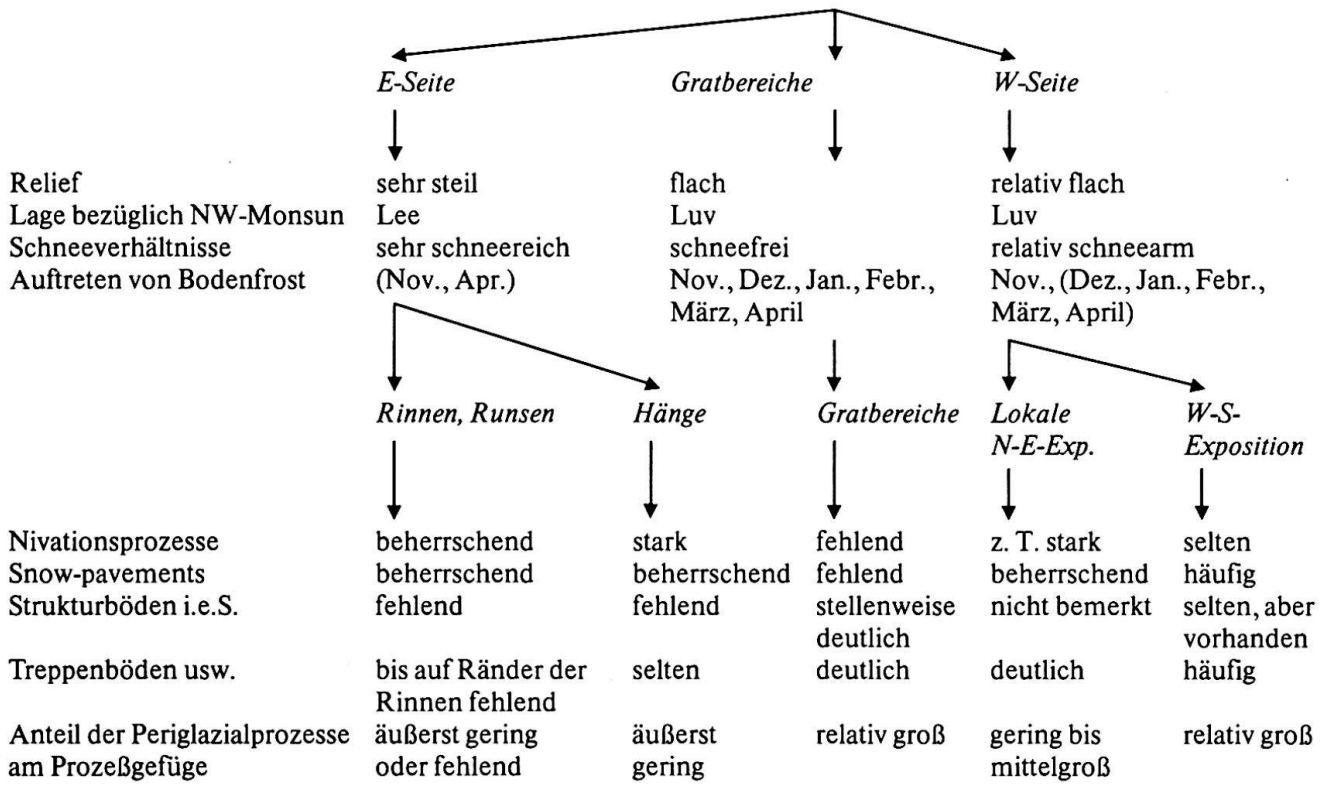 E-Seite Gratbereiche W-Seite
Relief sehr steil flach relativ flach
Lage bezüglich NW-Monsun Lee Luv Luv
Schneeverhältnisse sehr schneereich schneefrei relativ schneearm
Auftreten von Bodenfrost (Nov., Apr.) Nov., Dez., Jan., Febr., Nov., (Dez., Jan., Febr.,
März, April März, April)
Rinnen, Runsen Hänge Gratbereiche Lokale W-S-
N-E-Exp. Exposition
Nivationsprozesse beherrschend stark fehlend z. T. stark selten
Snow-pavements beherrschend beherrschend fehlend beherrschend häufig
Strukturböden i.e.S. fehlend fehlend stellenweise nicht bemerkt selten, aber
deutlich vorhanden
Treppenböden usw. bis auf Ränder der selten deutlich deutlich häufig
Rinnen fehlend
Anteil der Periglazialprozesse äußerst gering äußerst relativ groß gering bis relativ groß
am Prozeßgefüge oder fehlend gering mittelgroß